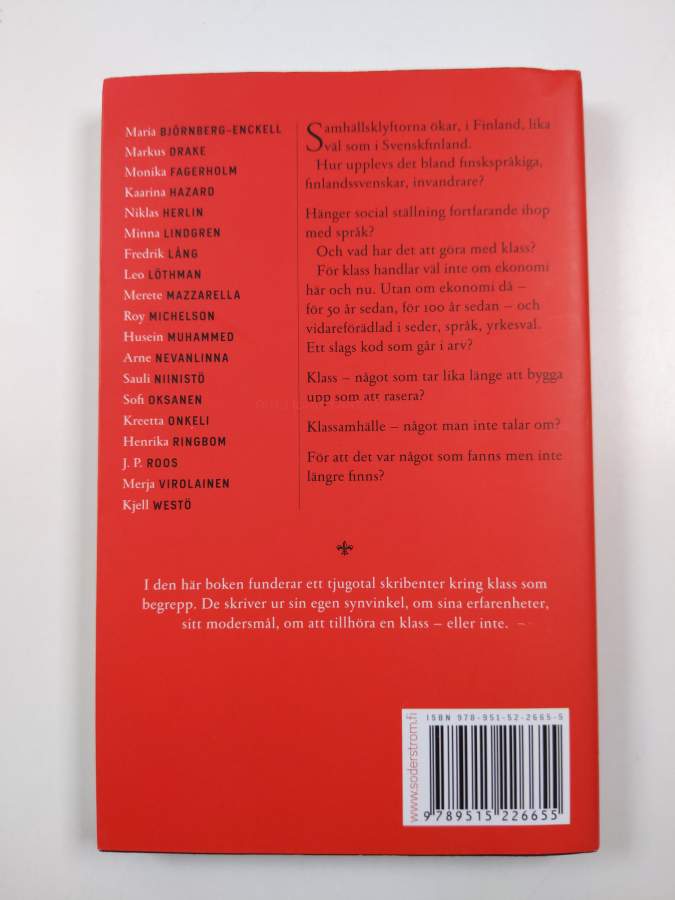 Maria BJÖRNBERG-ENCKELL
Markus DRAKE
Monika FAGERHOLM
Kaarina HAZARD
Niklas HERLIN
Minna LINDGREN
Fredrik LÅNG
Leo LÖTHMAN
Merete MAZZARELLA
Roy MICHELSON
Husein MUHAMMED
Arne NEVANLINNA
Sauli NIINISTÖ
Sofi OKSANEN
Kreetta ONKELI
Henrika RINGBOM
J. P. ROOS
Merja VIROLAINEN
Kjell WESTÖ
Samhällsklyftorna ökar, i Finland, lika
väl som i Svenskfinland.
Hur upplevs det bland finskspråkiga,
finlandssvenskar, invandrare?
Hänger social ställning fortfarande ihop
med språk?
Och vad har det att göra med klass?
För klass handlar väl inte om ekonomi
här och nu. Utan om ekonomi då –
för 50 år sedan, för 100 år sedan – och
vidareförädlad i seder, språk, yrkesval.
Ett slags kod som går i arv?
Klass – något som tar lika länge att bygga
upp som att rasera?
Klassamhälle – något man inte talar om?
För att det var något som fanns men inte
längre finns?
I den här boken funderar ett tjugotal skribenter kring klass som
begrepp. De skriver ur sin egen synvinkel, om sina erfarenheter,
sitt modersmål, om att tillhöra en klass – eller inte.
www.soderstrom.fi
ISBN 978-951-52-2665-5
9 789515 226655